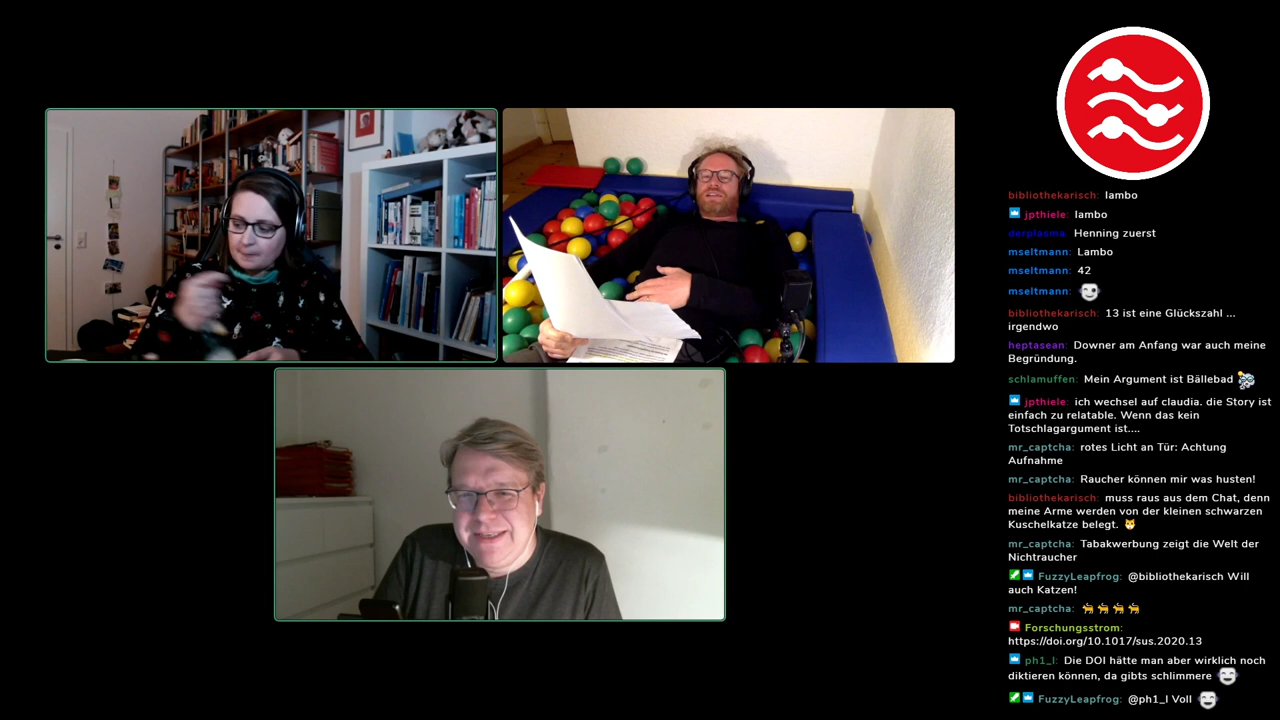 bibliothekarisch: lambo
jpthiele: lambo
derplasma: Henning zuerst
mseltmann: Lambo
mseltmann: 42
mseltmann:
bibliothekarisch: 13 ist eine Glückszahl ...
irgendwo
heptasean: Downer am Anfang war auch meine
Begründung.
schlamuffen: Mein Argument ist Bällebad
jpthiele: ich wechsel auf claudia. die Story ist
einfach zu relatable. Wenn das kein
Totschlagargument ist....
mr_captcha: rotes Licht an Tür: Achtung
Aufnahme
mr_captcha: Raucher können mir was husten!
bibliothekarisch: muss raus aus dem Chat, denn
meine Arme werden von der kleinen schwarzen
Kuschelkatze belegt. 🐱
mr_captcha: Tabakwerbung zeigt die Welt der
Nichtraucher
FuzzyLeapfrog: @bibliothekarisch Will
auch Katzen!
mr_captcha: 🐈🐈🐈🐈
Forschungsstrom:
https://doi.org/10.1017/sus.2020.13
ph1_l: Die DOI hätte man aber wirklich noch
diktieren können, da gibts schlimmere
FuzzyLeapfrog: @ph1_l Voll